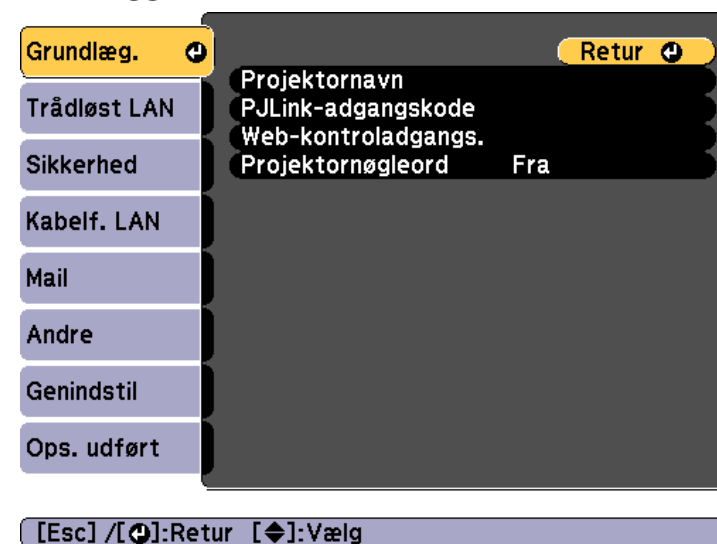 Grundlæg.
Retur
Projektornavn
PJLink-adgangskode
Web-kontroladgangs.
Projektornøgleord Fra
Trådløst LAN
Sikkerhed
Kabelf. LAN
Mail
Andre
Genindstil
Ops. udført
[Esc] /[ ]:Retur [ ]:Vælg